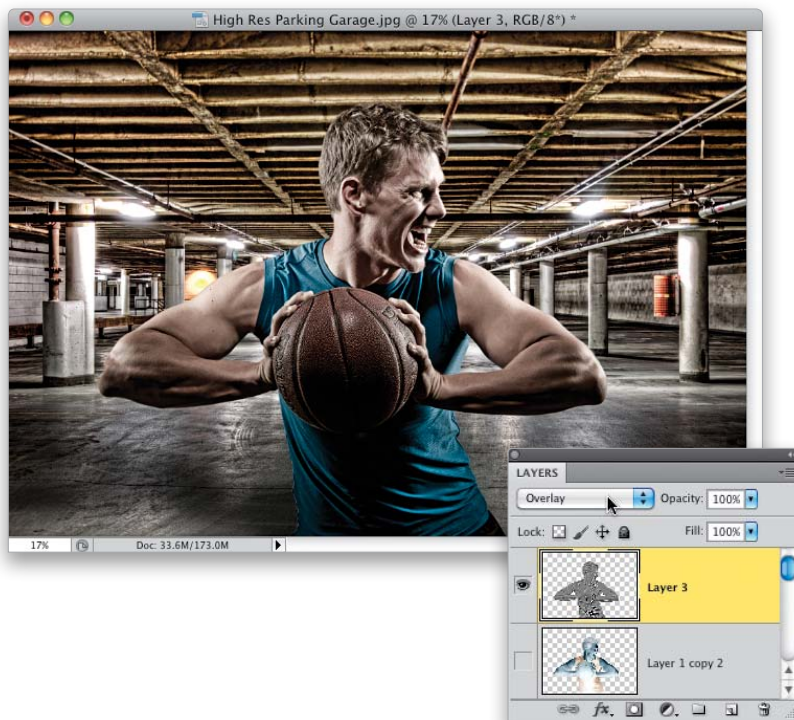 High Res Parking Garage.jpg @ 17% (Layer 3, RGB/8*) *
17%
Doc: 33.6M/173.0M
LAYERS
Overlay
Opacity: 100%
Lock:
Fill: 100%
Layer 3
Layer 1 copy 2
fx.